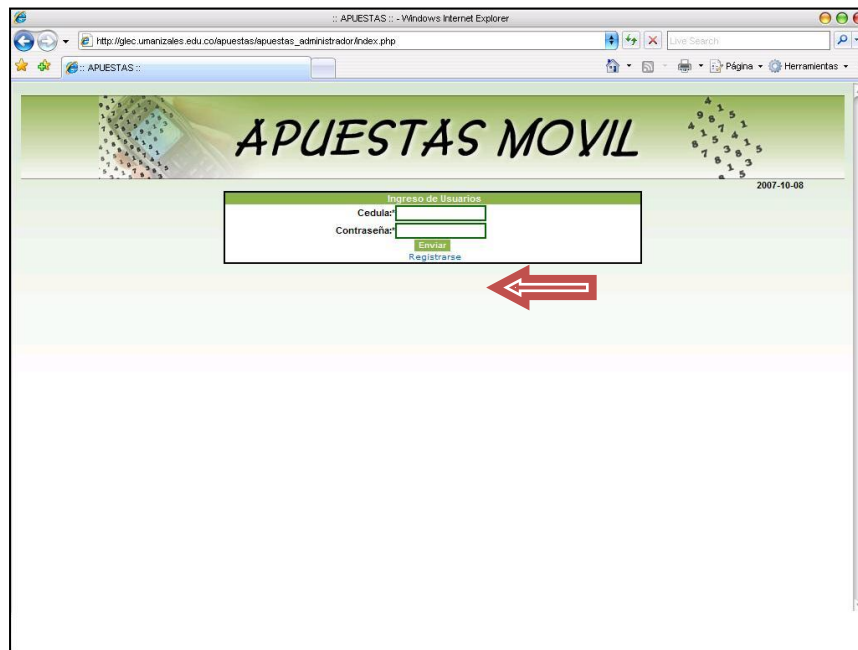 :: APUESTAS :: - Windows Internet Explorer
http://giec.umanizales.edu.co/apuestas/apuestas_administrador/index.php
Live Search
:: APUESTAS ::
Página
Herramientas
APUESTAS MOVIL
2007-10-08
Ingreso de Usuarios
Cedula:*
Contraseña:*
Enviar
Registrarse